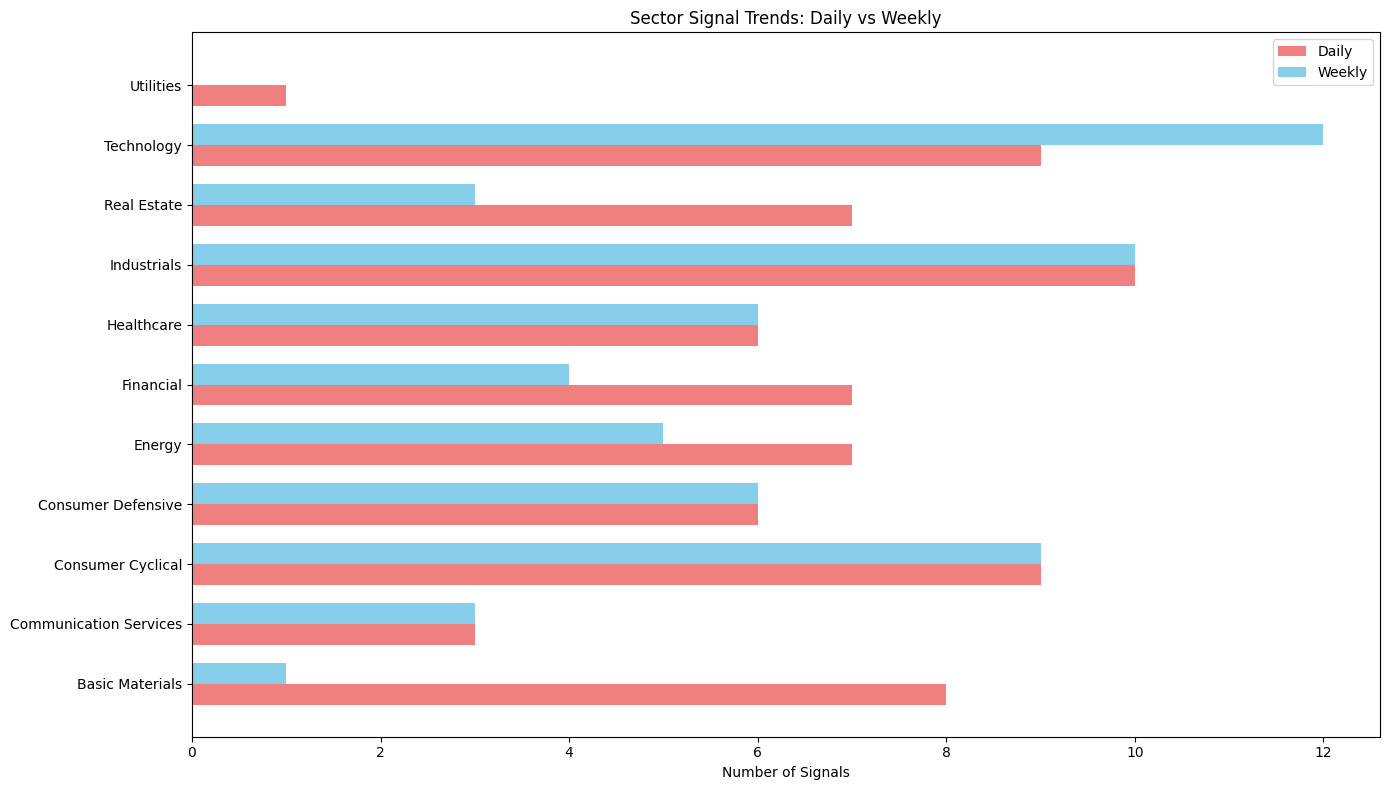 Sector Signal Trends: Daily vs Weekly
Daily
Weekly
Utilities
Technology
Real Estate
Industrials
Healthcare
Financial
Energy
Consumer Defensive
Consumer Cyclical
Communication Services
Basic Materials
0 2 4 6 8 10 12
Number of Signals